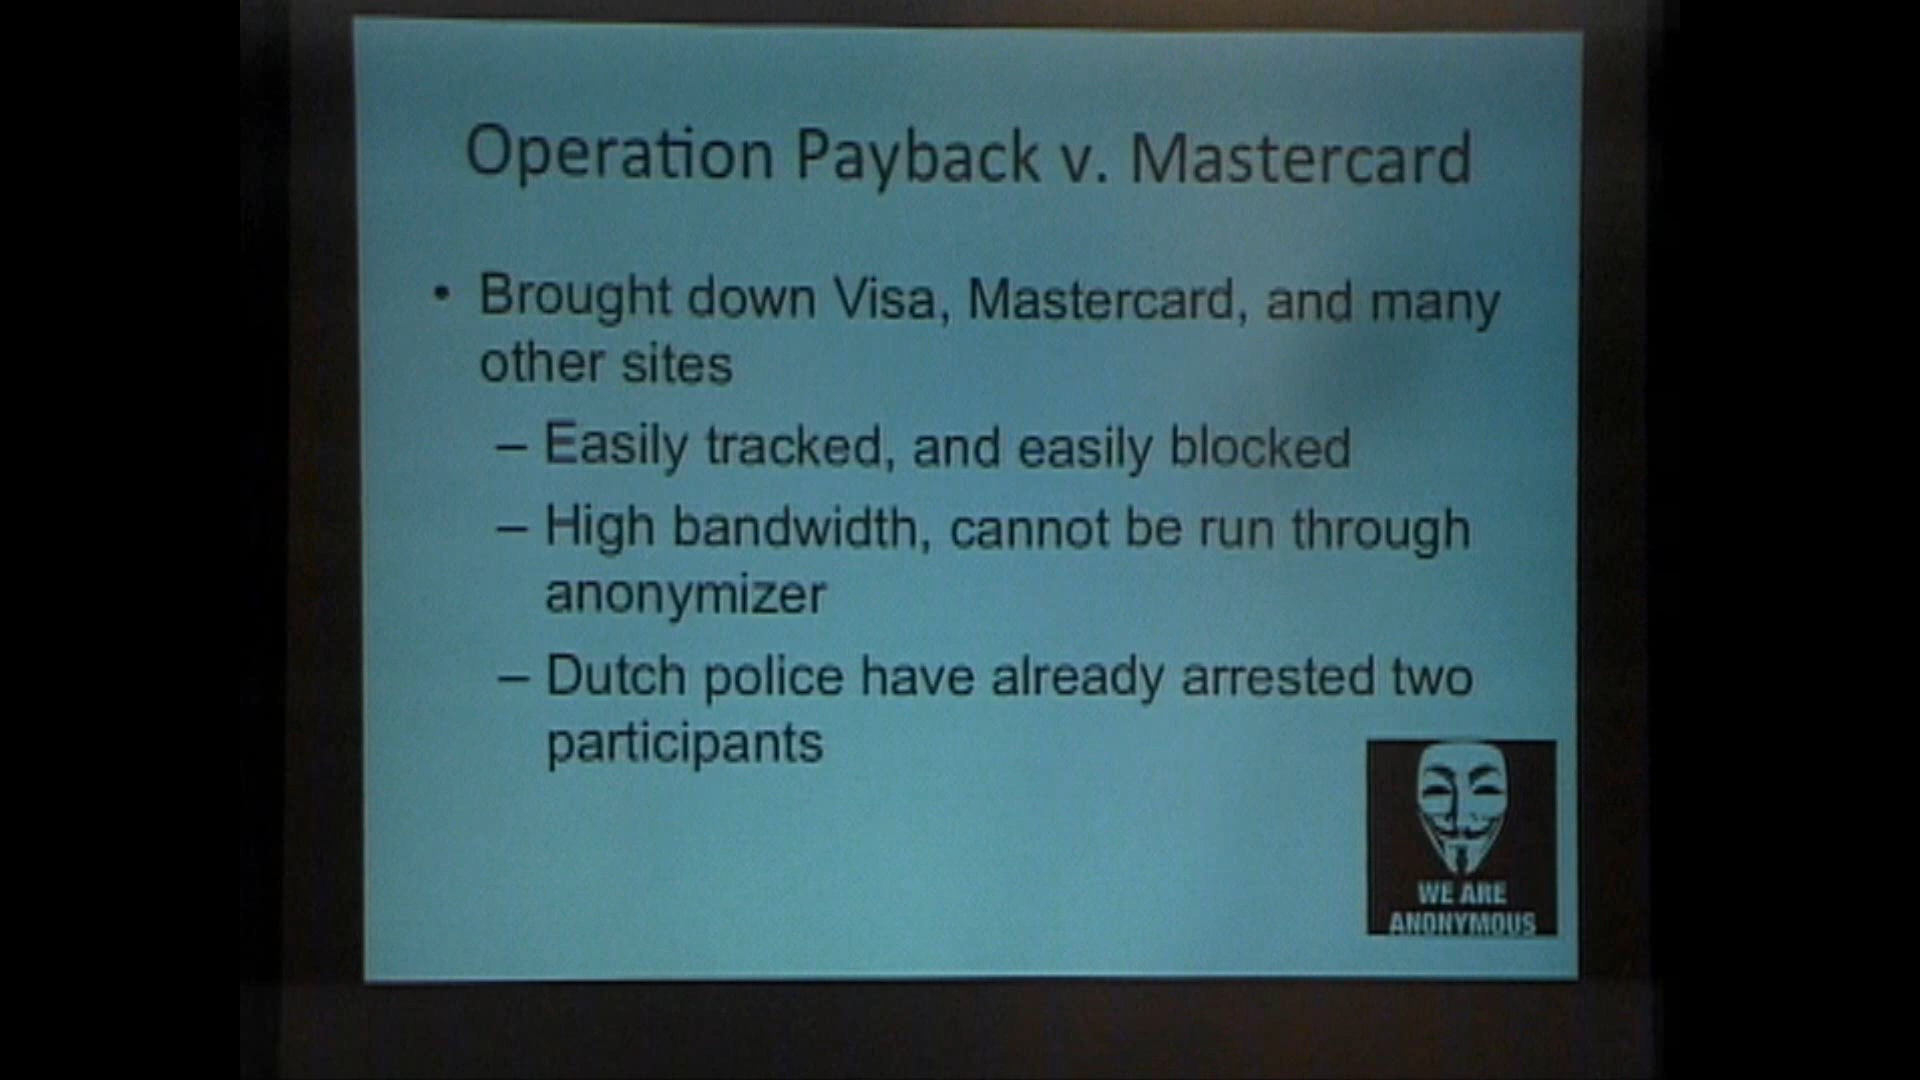 Operation Payback v. Mastercard
• Brought down Visa, Mastercard, and many
other sites
– Easily tracked, and easily blocked
– High bandwidth, cannot be run through
anonymizer
– Dutch police have already arrested two
participants
WE ARE
ANONYMOUS